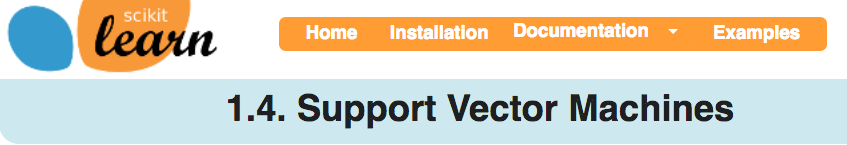 scikit
learn
Home Installation Documentation Examples
1.4. Support Vector Machines